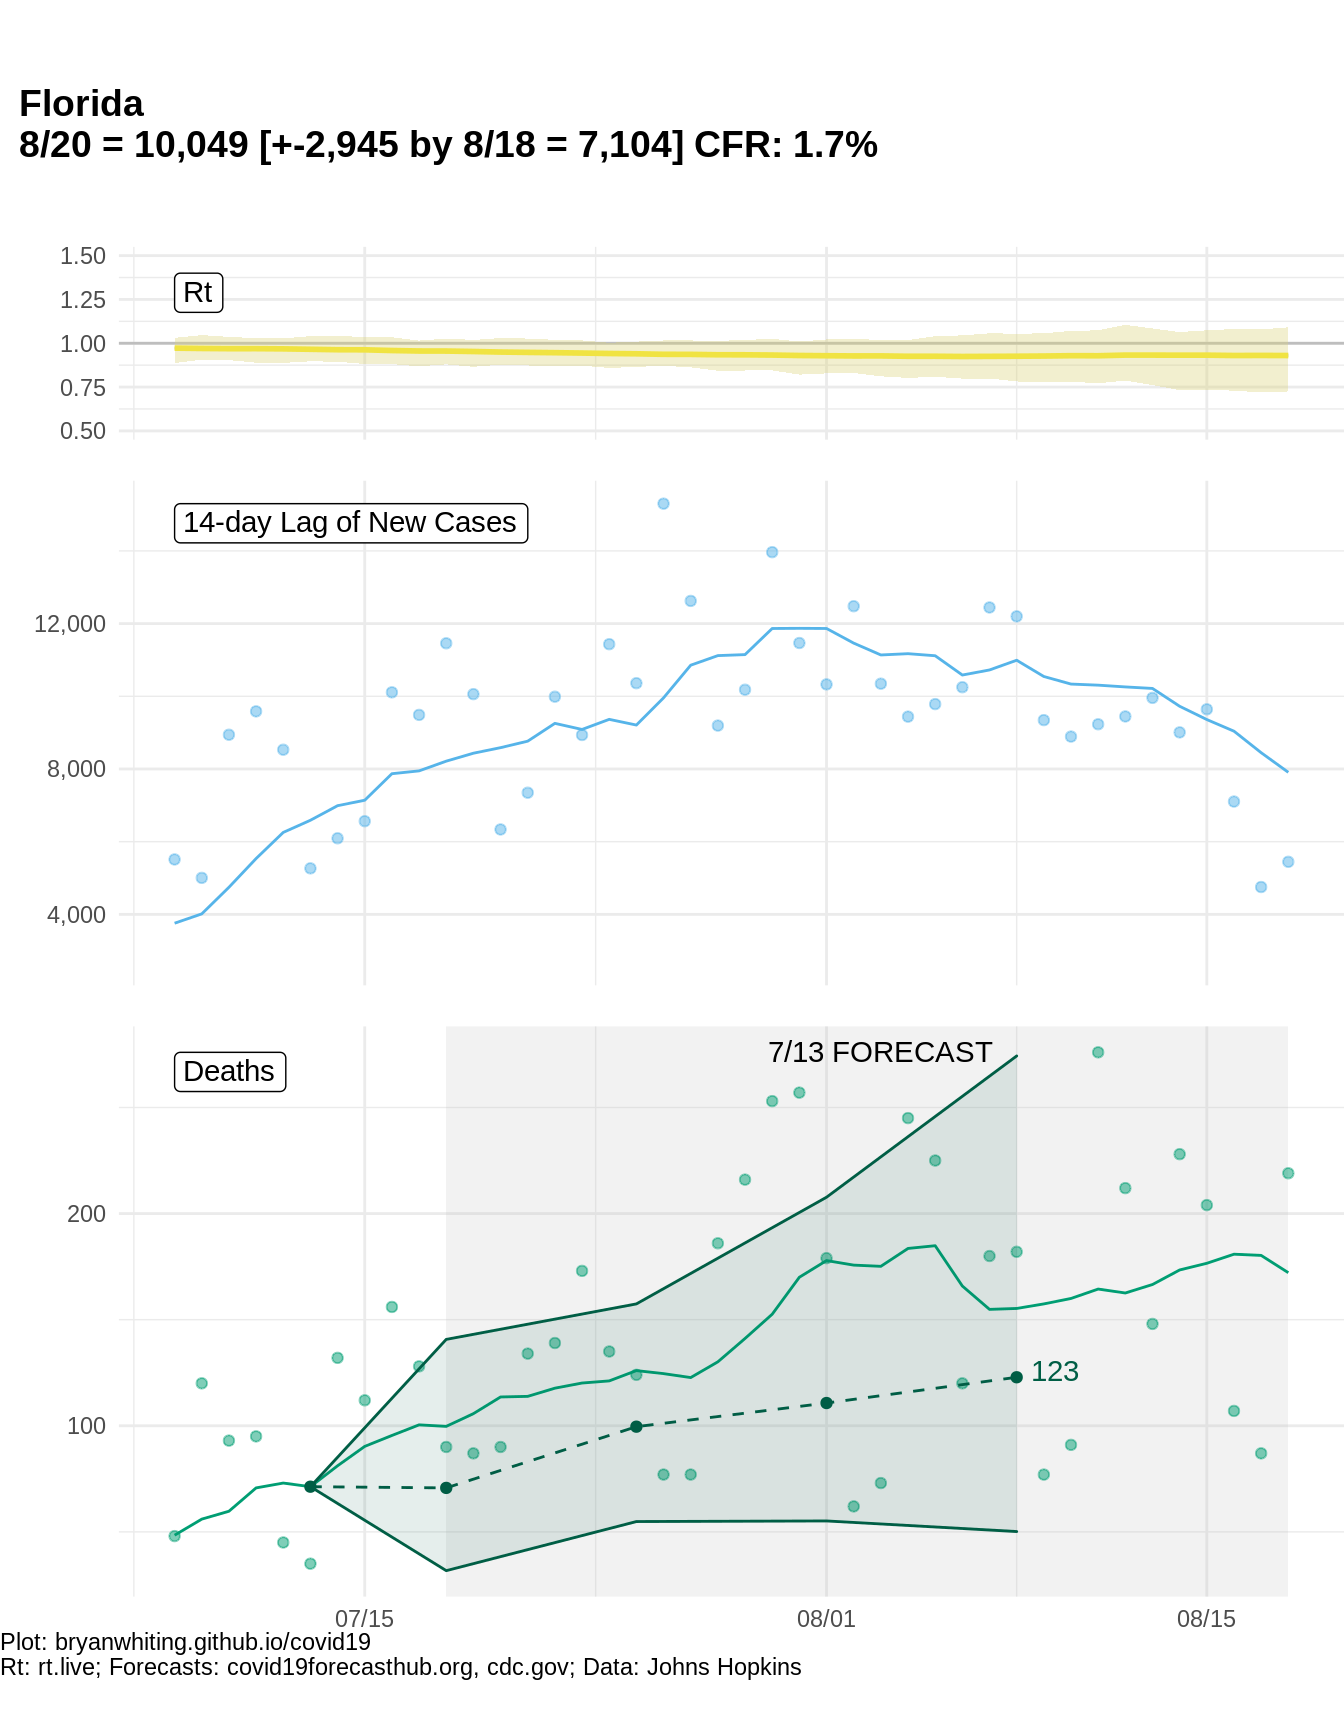 Florida
8/20 = 10,049 [+-2,945 by 8/18 = 7,104] CFR: 1.7%
1.50
Rt
1.25
1.00
0.75
0.50
14-day Lag of New Cases
12,000
8,000
4,000
7/13 FORECAST
Deaths
200
123
100
07/15
08/01
08/15
Plot: bryanwhiting.github.io/covid19
Rt: rt.live; Forecasts: covid19forecasthub.org, cdc.gov; Data: Johns Hopkins